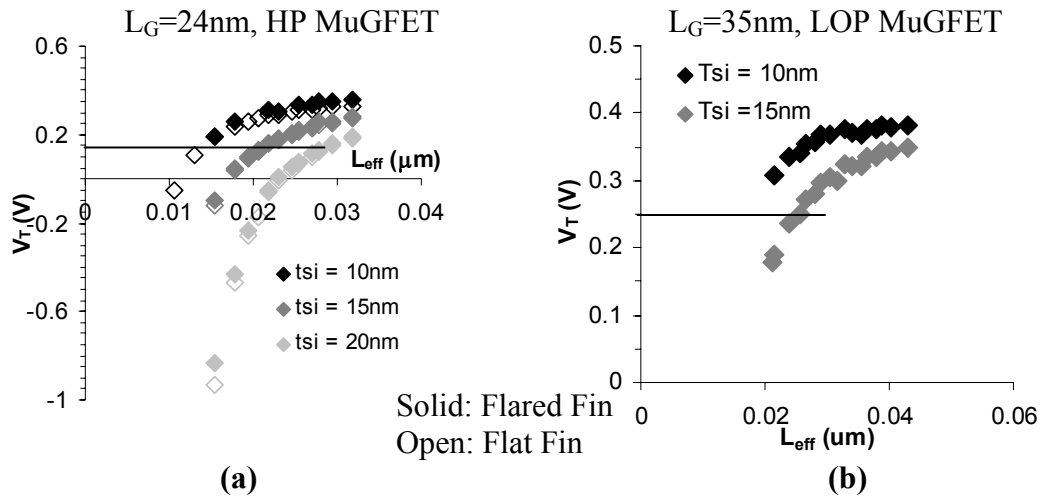 L_G=24nm, HP MuGFET
0.6
0.2
-0.2
-0.6
-1
V_T (V)
0
0.01
0.02
0.03
0.04
L_eff (μm)
tsi = 10nm
tsi = 15nm
tsi = 20nm
Solid: Flared Fin
Open: Flat Fin
(a)
L_G=35nm, LOP MuGFET
0.5
0.4
0.3
0.2
0.1
0
V_T (V)
Tsi = 10nm
Tsi =15nm
0
0.02
0.04
0.06
L_eff (um)
(b)